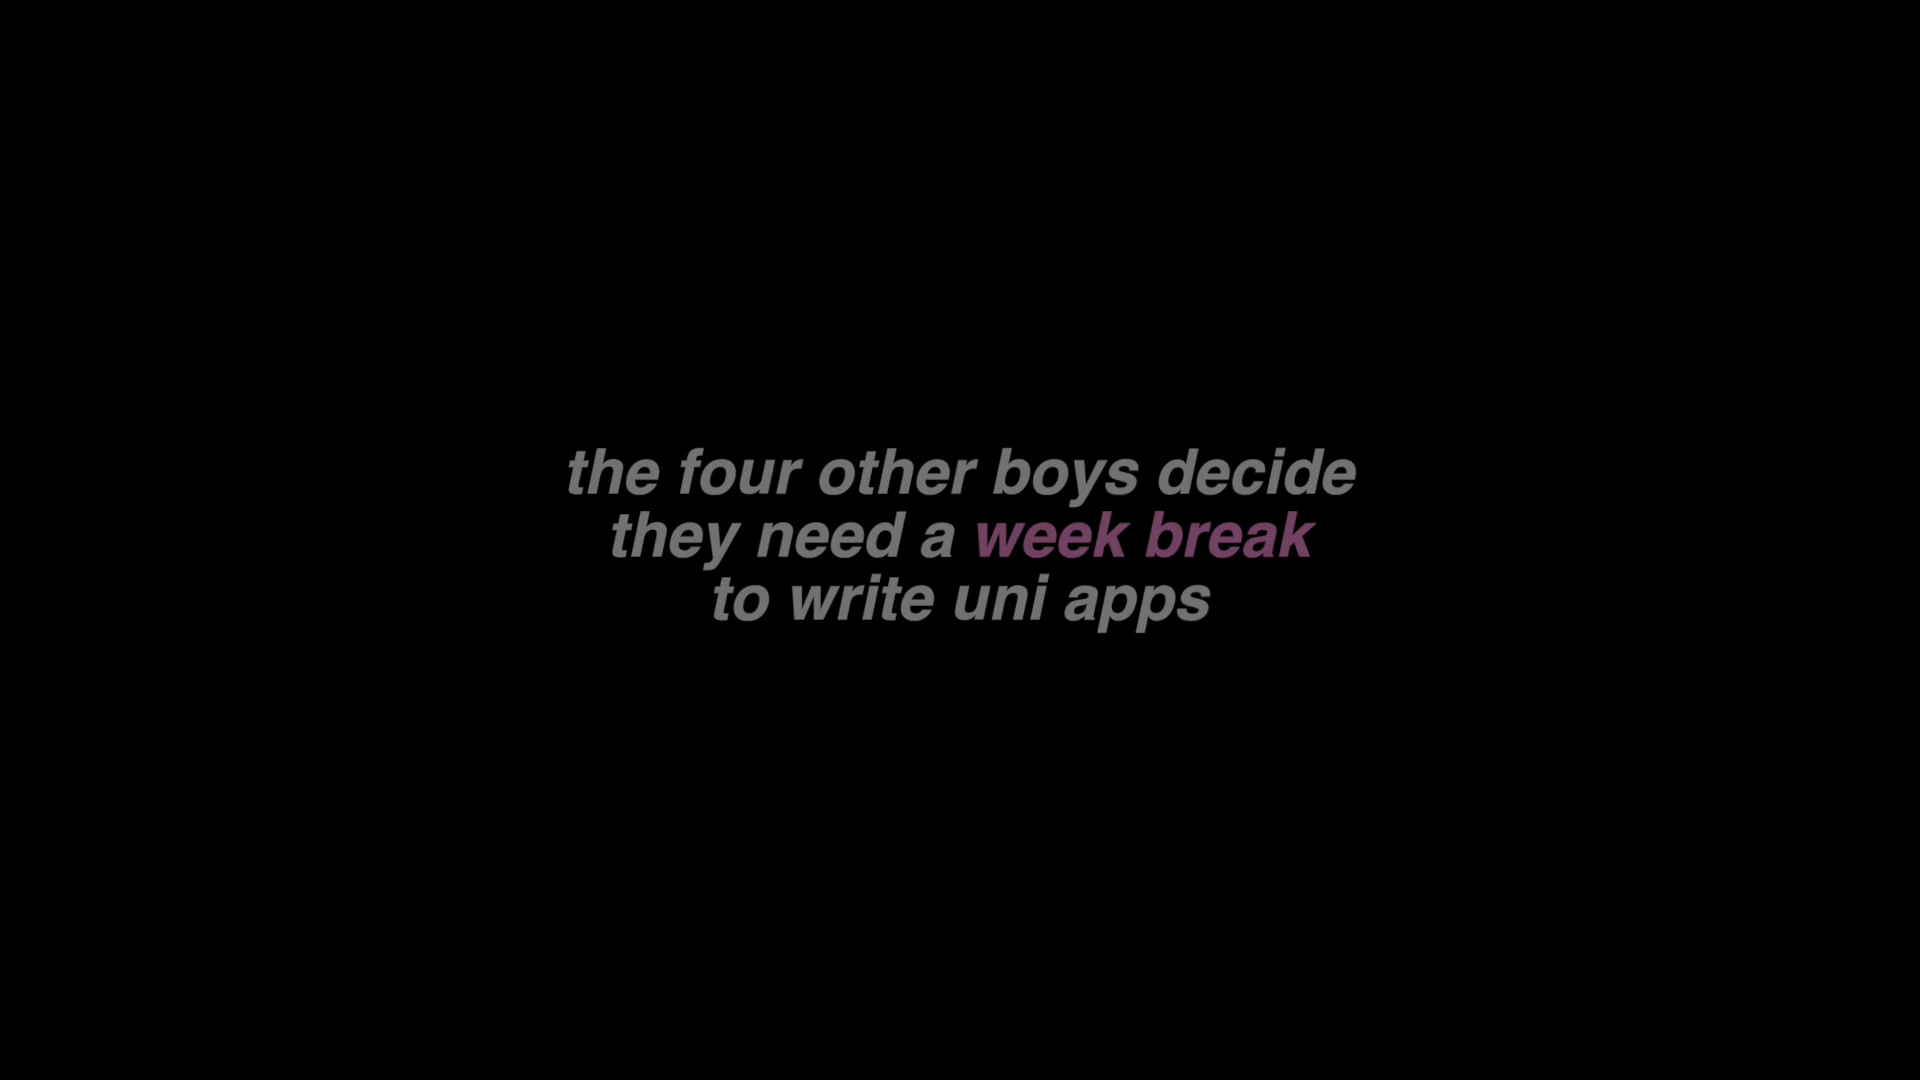 the four other boys decide
they need a week break
to write uni apps